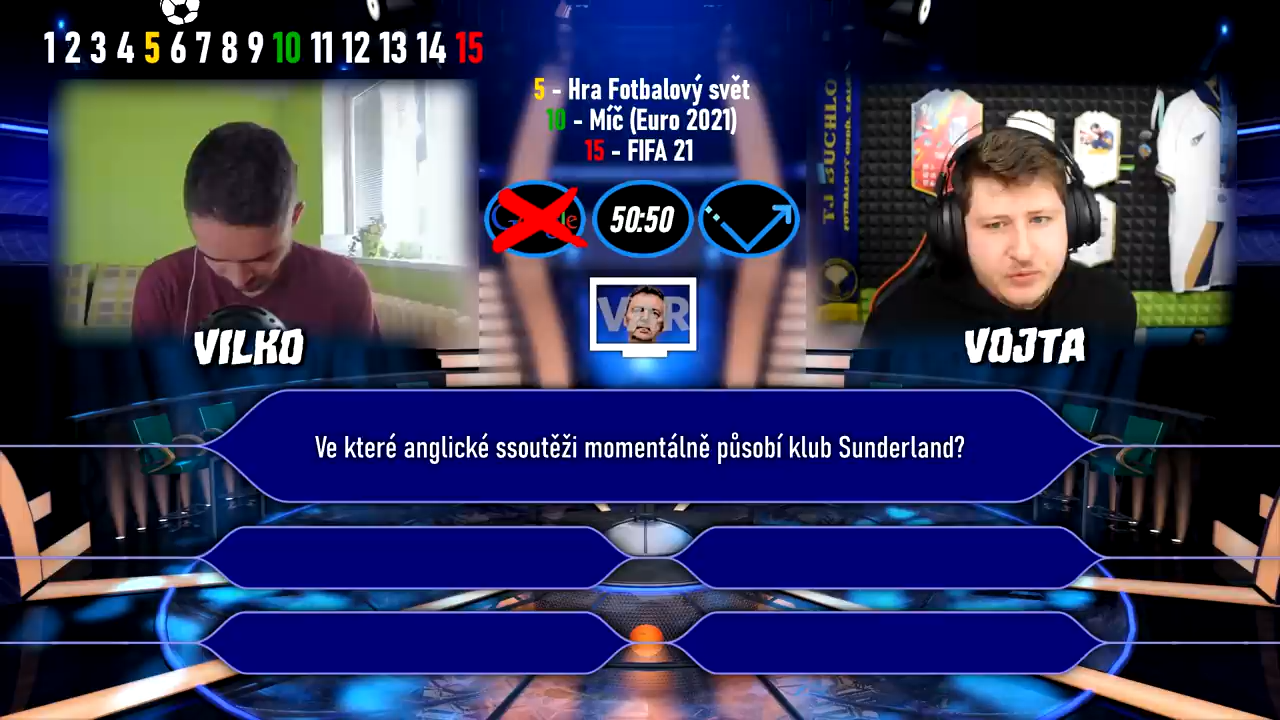 1 2 3 4 5 6 7 8 9 10 11 12 13 14 15
5 - Hra Fotbalový svět
10 - Míč (Euro 2021)
15 - FIFA 21
50:50
TJ BUCHLO
VILKO
VOJTA
Ve které anglické ssoutěži momentálně působí klub Sunderland?